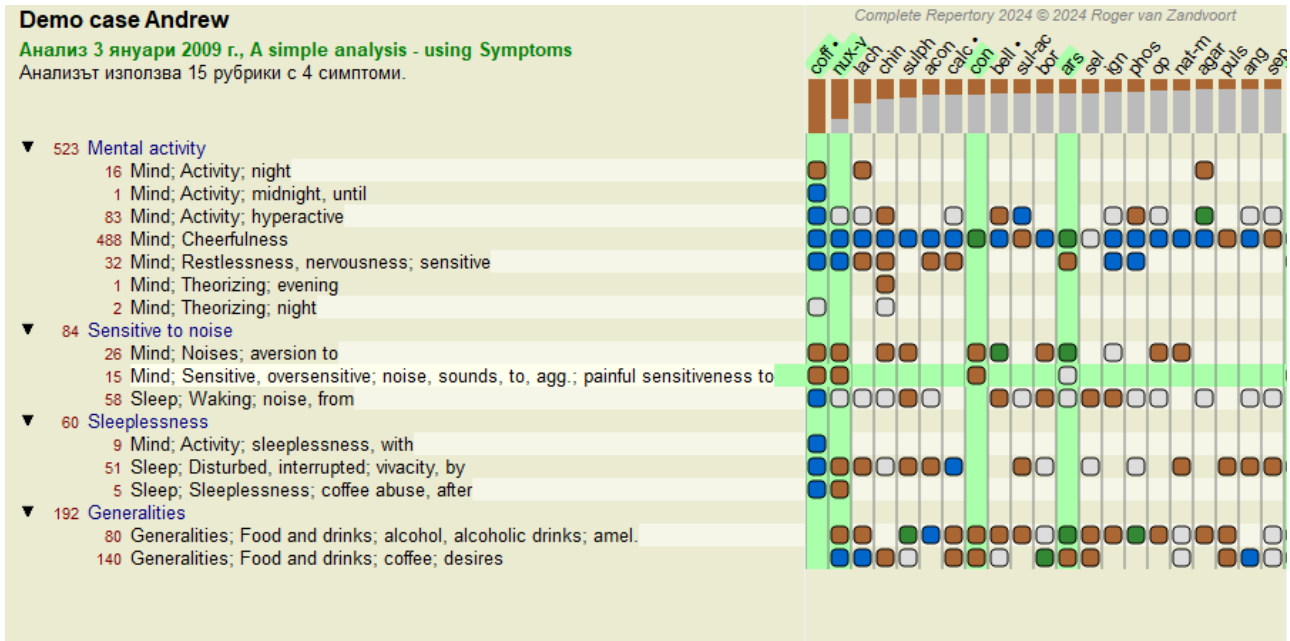 Demo case Andrew
Complete Repertory 2024 © 2024 Roger van Zandvoort
Анализ 3 януари 2009 г., A simple analysis - using Symptoms
Анализът използва 15 рубрики с 4 симптоми.
coff • nux-v lach chin sulph acon calc • con bell • sul-ac bor ars sel ign phos op nat-m agar puls ang sep
523 Mental activity
16 Mind; Activity; night
1 Mind; Activity; midnight, until
83 Mind; Activity; hyperactive
488 Mind; Cheerfulness
32 Mind; Restlessness, nervousness; sensitive
1 Mind; Theorizing; evening
2 Mind; Theorizing; night
84 Sensitive to noise
26 Mind; Noises; aversion to
15 Mind; Sensitive, oversensitive; noise, sounds, to, agg.; painful sensitiveness to
58 Sleep; Waking; noise, from
60 Sleeplessness
9 Mind; Activity; sleeplessness, with
51 Sleep; Disturbed, interrupted; vivacity, by
5 Sleep; Sleeplessness; coffee abuse, after
192 Generalities
80 Generalities; Food and drinks; alcohol, alcoholic drinks; amel.
140 Generalities; Food and drinks; coffee; desires